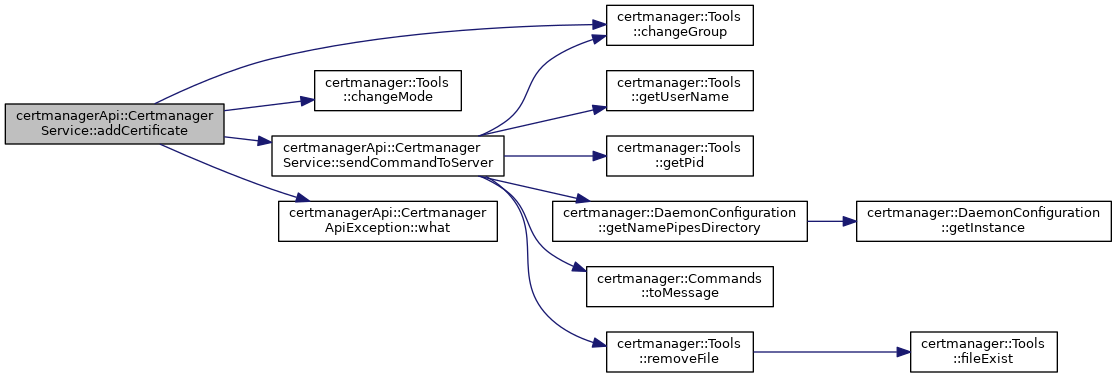 certmanagerApi::Certmanager
Service::addCertificate
certmanager::Tools
::changeGroup
certmanager::Tools
::changeMode
certmanagerApi::Certmanager
Service::sendCommandToServer
certmanagerApi::Certmanager
ApiException::what
certmanager::Tools
::getUserName
certmanager::Tools
::getPid
certmanager::DaemonConfiguration
::getNamePipesDirectory
certmanager::DaemonConfiguration
::getInstance
certmanager::Commands
::toMessage
certmanager::Tools
::removeFile
certmanager::Tools
::fileExist